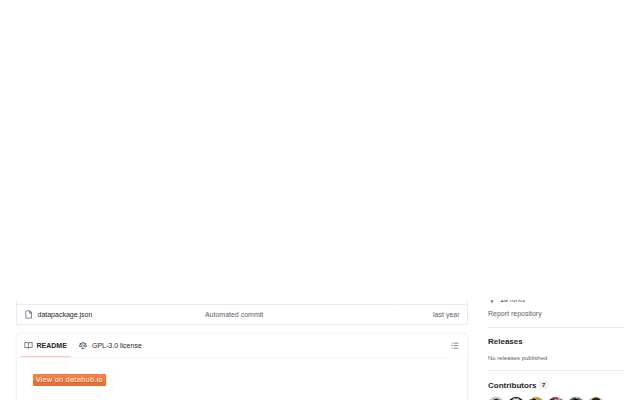 datapackage.json Automated commit last year
README GPL-3.0 license
View on datahub.io
Report repository
Releases
No releases published
Contributors 7